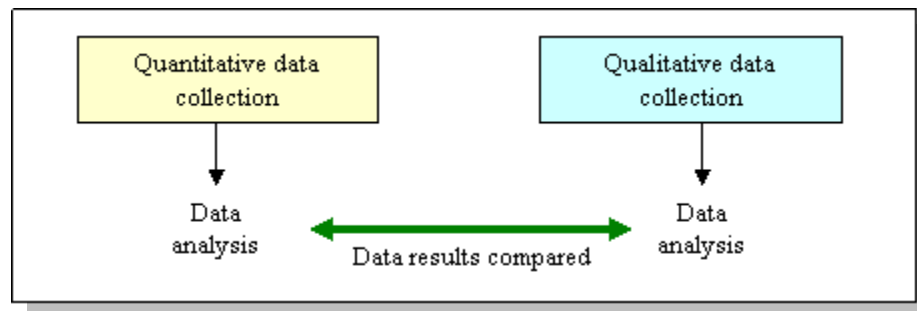 Quantitative data
collection
Qualitative data
collection
Data
analysis
Data results compared
Data
analysis